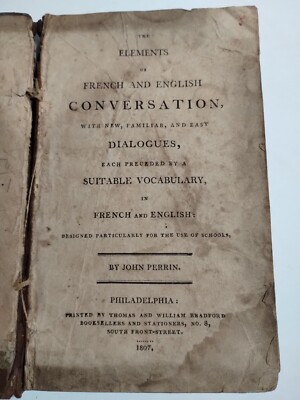 THE
ELEMENTS
OF
FRENCH AND ENGLISH
CONVERSATION,
WITH NEW, FAMILIAR, AND EASY
DIALOGUES,
EACH PRECEDED BY A
SUITABLE VOCABULARY,
IN
FRENCH AND ENGLISH:
DESIGNED PARTICULARLY FOR THE USE OF SCHOOLS,
BY JOHN PERRIN.
PHILADELPHIA:
PRINTED BY THOMAS AND WILLIAM BRADFORD
BOOKSELLERS AND STATIONERS, NO. 8,
SOUTH FRONT-STREET.
1807.